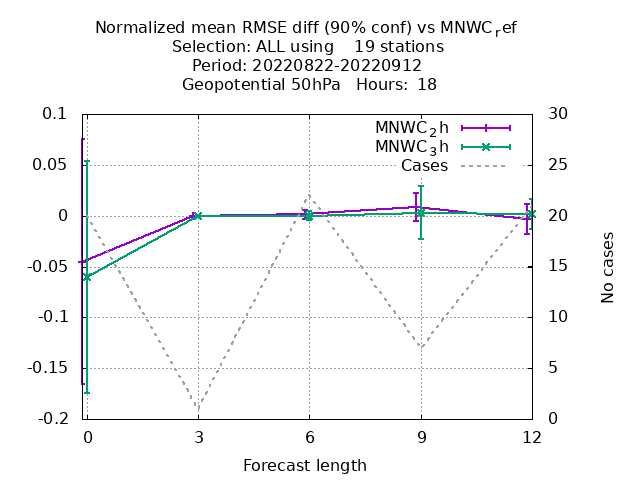 Normalized mean RMSE diff (90% conf) vs MNWC_ref
Selection: ALL using    19 stations
Period: 20220822-20220912
Geopotential 50hPa   Hours:  18
MNWC_2h
MNWC_3h
Cases
0.1
0.05
0
-0.05
-0.1
-0.15
-0.2
30
25
20
15
10
5
0
No cases
0 3 6 9 12
Forecast length